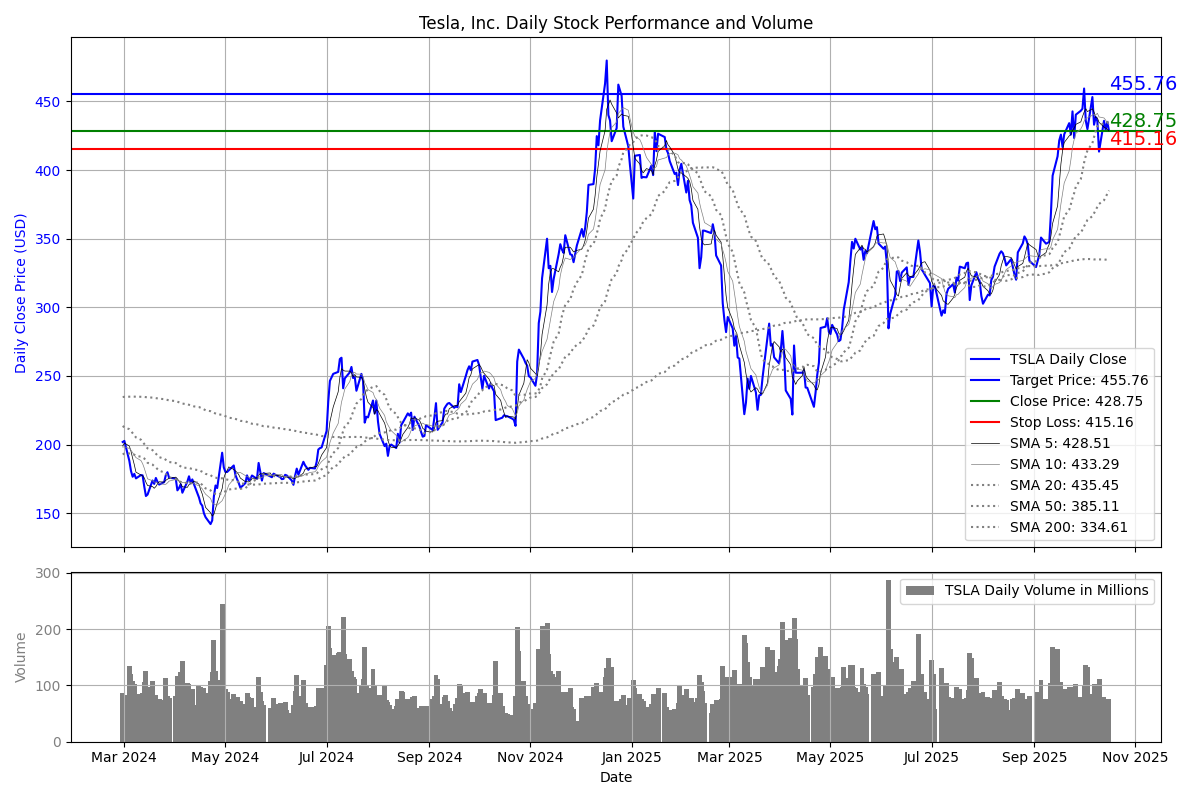 Tesla, Inc. Daily Stock Performance and Volume
Daily Close Price (USD)
450
400
350
300
250
200
150
455.76
428.75
415.16
TSLA Daily Close
Target Price: 455.76
Close Price: 428.75
Stop Loss: 415.16
SMA 5: 428.51
SMA 10: 433.29
SMA 20: 435.45
SMA 50: 385.11
SMA 200: 334.61
Volume
300
200
100
0
TSLA Daily Volume in Millions
Mar 2024 May 2024 Jul 2024 Sep 2024 Nov 2024 Jan 2025 Mar 2025 May 2025 Jul 2025 Sep 2025 Nov 2025
Date